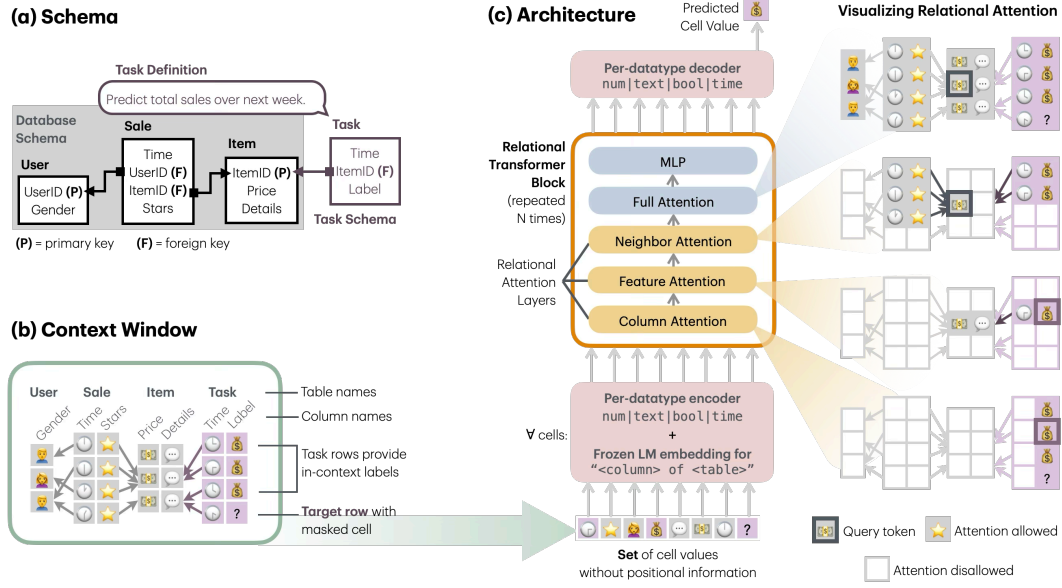 (a) Schema
Task Definition
Predict total sales over next week.
Database
Schema
Sale
Time
UserID (F)
ItemID (F)
Stars
User
UserID (P)
Gender
Item
ItemID (P)
Price
Details
Task
Time
ItemID (F)
Label
Task Schema
(P) = primary key (F) = foreign key
(b) Context Window
User Sale Item Task
Gender Time Stars Price Details Time Label
?
Table names
Column names
Task rows provide
in-context labels
Target row with
masked cell
(c) Architecture
Predicted
Cell Value
Per-datatype decoder
num|text|bool|time
Relational
Transformer
Block
(repeated
N times)
MLP
Full Attention
Neighbor Attention
Feature Attention
Column Attention
Relational
Attention
Layers
Per-datatype encoder
num|text|bool|time
+
Frozen LM embedding for
“<column> of <table>”
∀ cells:
?
Set of cell values
without positional information
Visualizing Relational Attention
?
?
Query token
Attention allowed
Attention disallowed